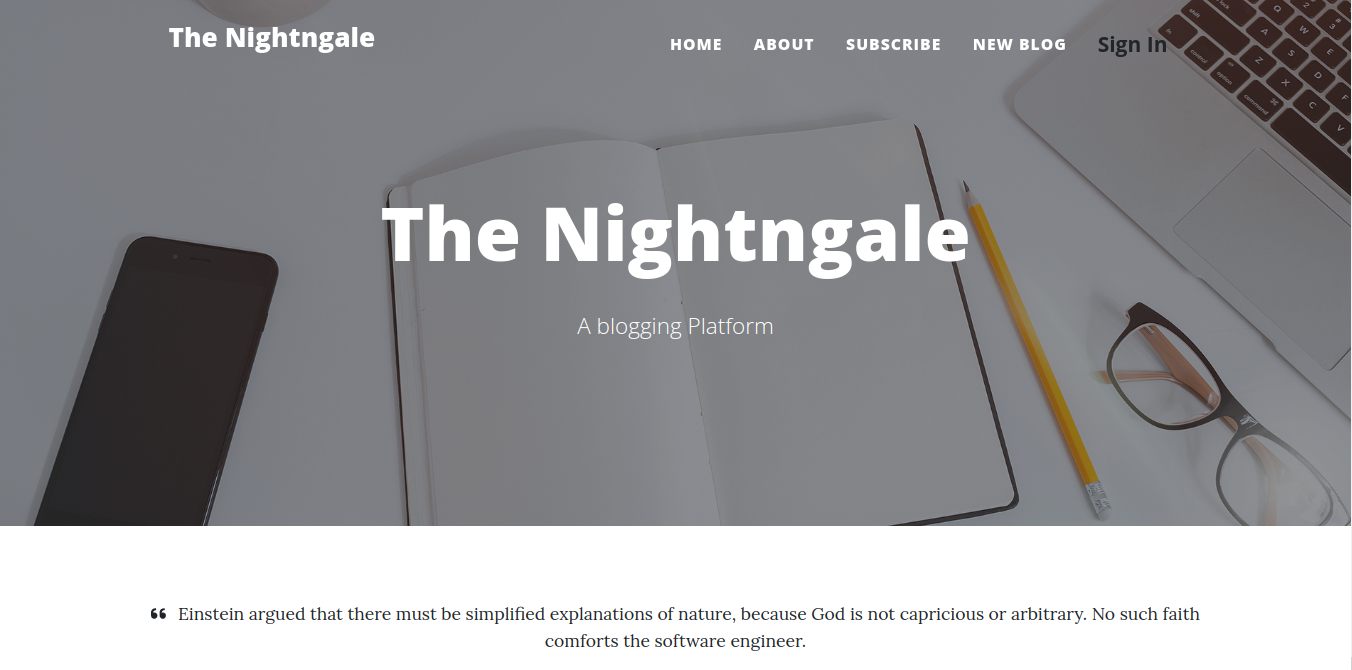 The Nightngale
HOME ABOUT SUBSCRIBE NEW BLOG Sign In
The Nightngale
A blogging Platform
❝ Einstein argued that there must be simplified explanations of nature, because God is not capricious or arbitrary. No such faith
comforts the software engineer.